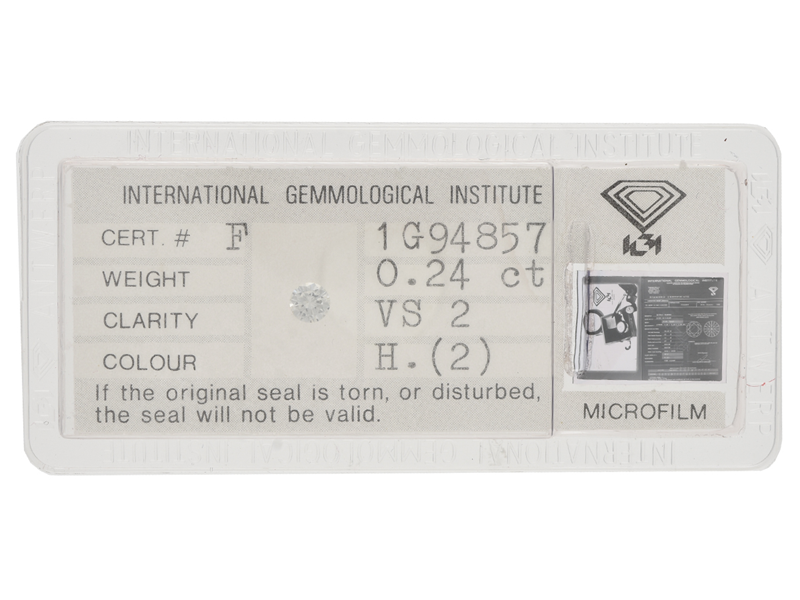 INTERNATIONAL GEMMOLOGICAL INSTITUTE
INTERNATIONAL GEMMOLOGICAL INSTITUTE
CERT. # F 1G94857
WEIGHT 0.24 ct
CLARITY VS 2
COLOUR H.(2)
If the original seal is torn, or disturbed,
the seal will not be valid.
IGI
MICROFILM
INTERNATIONAL GEMMOLOGICAL INSTITUTE